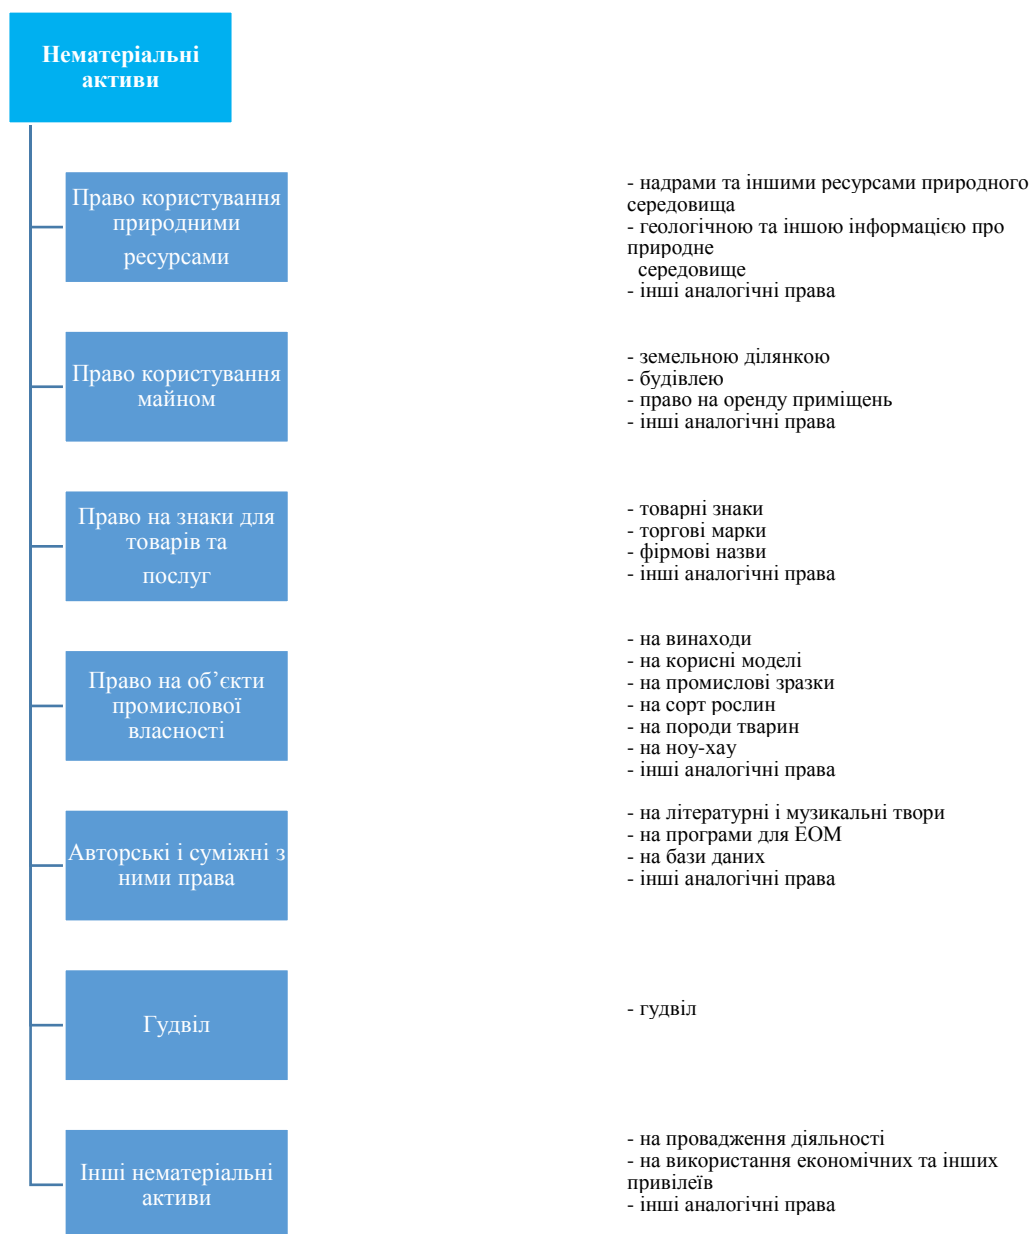 Нематеріальні
активи
Право користування
природними
ресурсами
- надрами та іншими ресурсами природного
середовища
- геологічною та іншою інформацією про
природне
середовище
- інші аналогічні права
Право користування
майном
- земельною ділянкою
- будівлею
- право на оренду приміщень
- інші аналогічні права
Право на знаки для
товарів та
послуг
- товарні знаки
- торгові марки
- фірмові назви
- інші аналогічні права
Право на об’єкти
промислової
власності
- на винаходи
- на корисні моделі
- на промислові зразки
- на сорт рослин
- на породи тварин
- на ноу-хау
- інші аналогічні права
Авторські і суміжні з
ними права
- на літературні і музикальні твори
- на програми для ЕОМ
- на бази даних
- інші аналогічні права
Гудвіл
- гудвіл
Інші нематеріальні
активи
- на провадження діяльності
- на використання економічних та інших
привілеїв
- інші аналогічні права